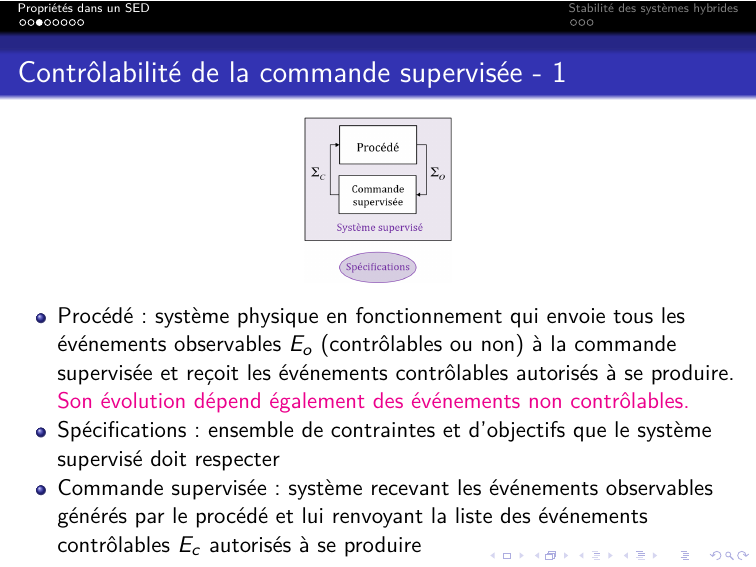 Propriétés dans un SED
Stabilité des systèmes hybrides
Contrôlabilité de la commande supervisée - 1
Procédé
Σ_C
Σ_O
Commande
supervisée
Système supervisé
Spécifications
Procédé : système physique en fonctionnement qui envoie tous les
événements observables E_o (contrôlables ou non) à la commande
supervisée et reçoit les événements contrôlables autorisés à se produire.
Son évolution dépend également des événements non contrôlables.
Spécifications : ensemble de contraintes et d'objectifs que le système
supervisé doit respecter
Commande supervisée : système recevant les événements observables
générés par le procédé et lui renvoyant la liste des événements
contrôlables E_c autorisés à se produire